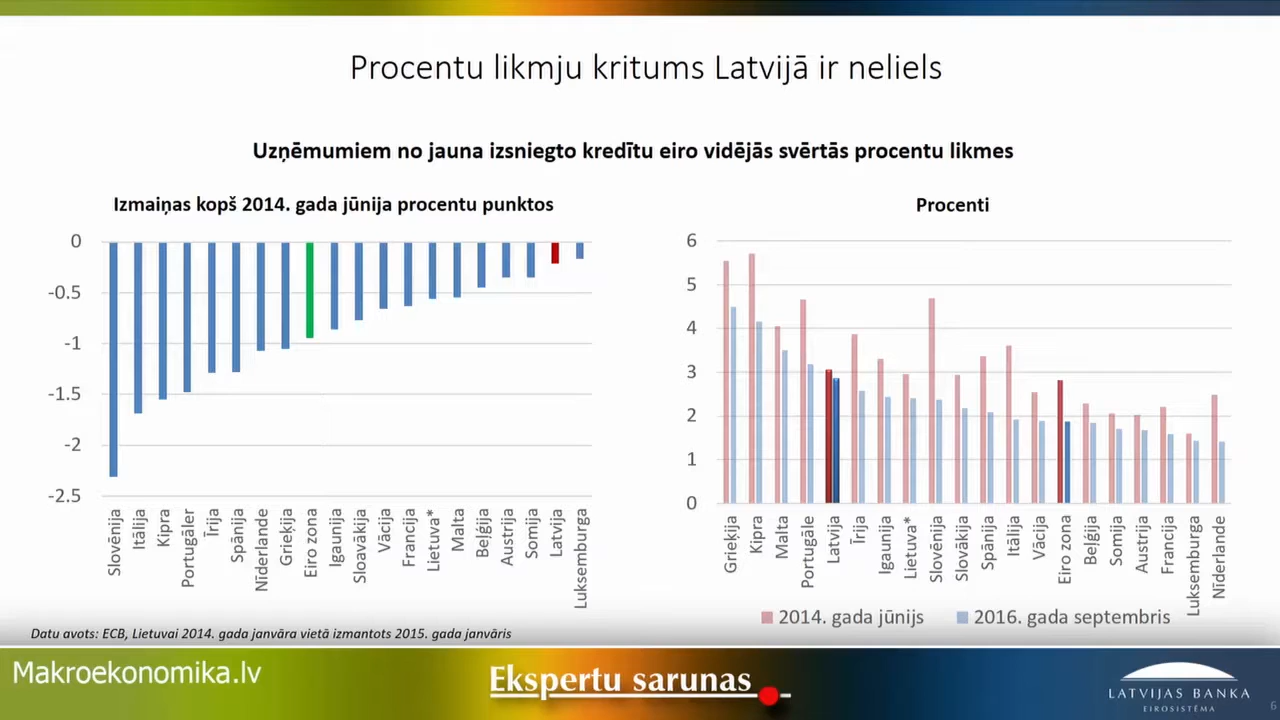 Procentu likmju kritums Latvijā ir neliels
Uzņēmumiem no jauna izsniegto kredītu eiro vidējās svērtās procentu likmes
Izmaiņas kopš 2014. gada jūnija procentu punktos
0
-0.5
-1
-1.5
-2
-2.5
Slovēnija
Itālija
Kipra
Portugāler
Īrija
Spānija
Nīderlande
Grieķija
Eiro zona
Igaunija
Sloavākija
Vācija
Francija
Lietuva*
Malta
Beļģija
Austrija
Somija
Latvija
Luksemburga
Procenti
6
5
4
3
2
1
0
Grieķija
Kipra
Malta
Portugāle
Latvija
Īrija
Igaunija
Lietuva*
Slovēnija
Slovākija
Spānija
Itālija
Vācija
Eiro zona
Beļģija
Somija
Austrija
Francija
Luksemburga
Nīderlande
2014. gada jūnijs
2016. gada septembris
Datu avots: ECB, Lietuvai 2014. gada janvāra vietā izmantots 2015. gada janvāris
Makroekonomika.lv
Ekspertu sarunas
LATVIJAS BANKA
EIROSISTĒMA
6